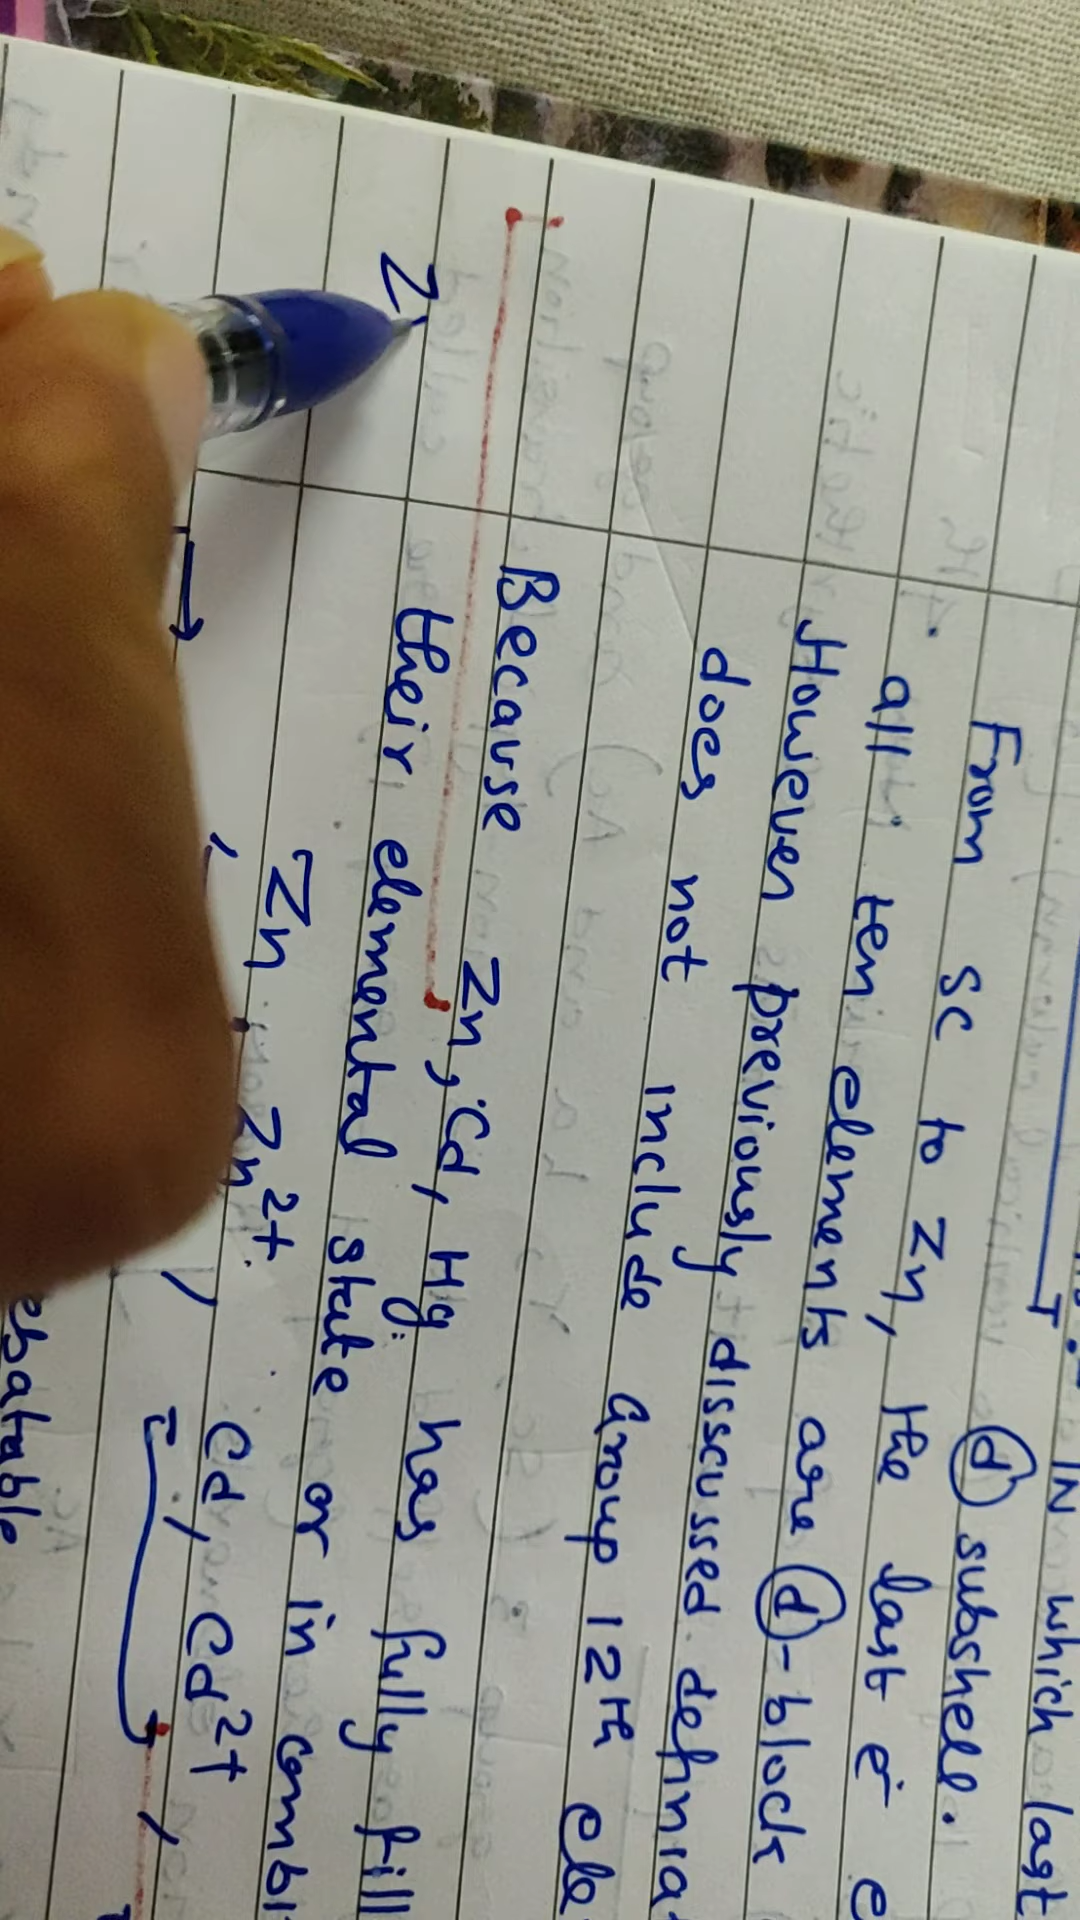 IN which last
d subshell.
From sc to Zn, the last e⁻ e
all ten elements are d-block
However previously disscussed definia
does not include Group 12th ele
Because Zn, Cd, Hg has fully fill
Z
their elemental state or in combi
Zn, Zn²⁺, Cd, Cd²⁺,
ebatable